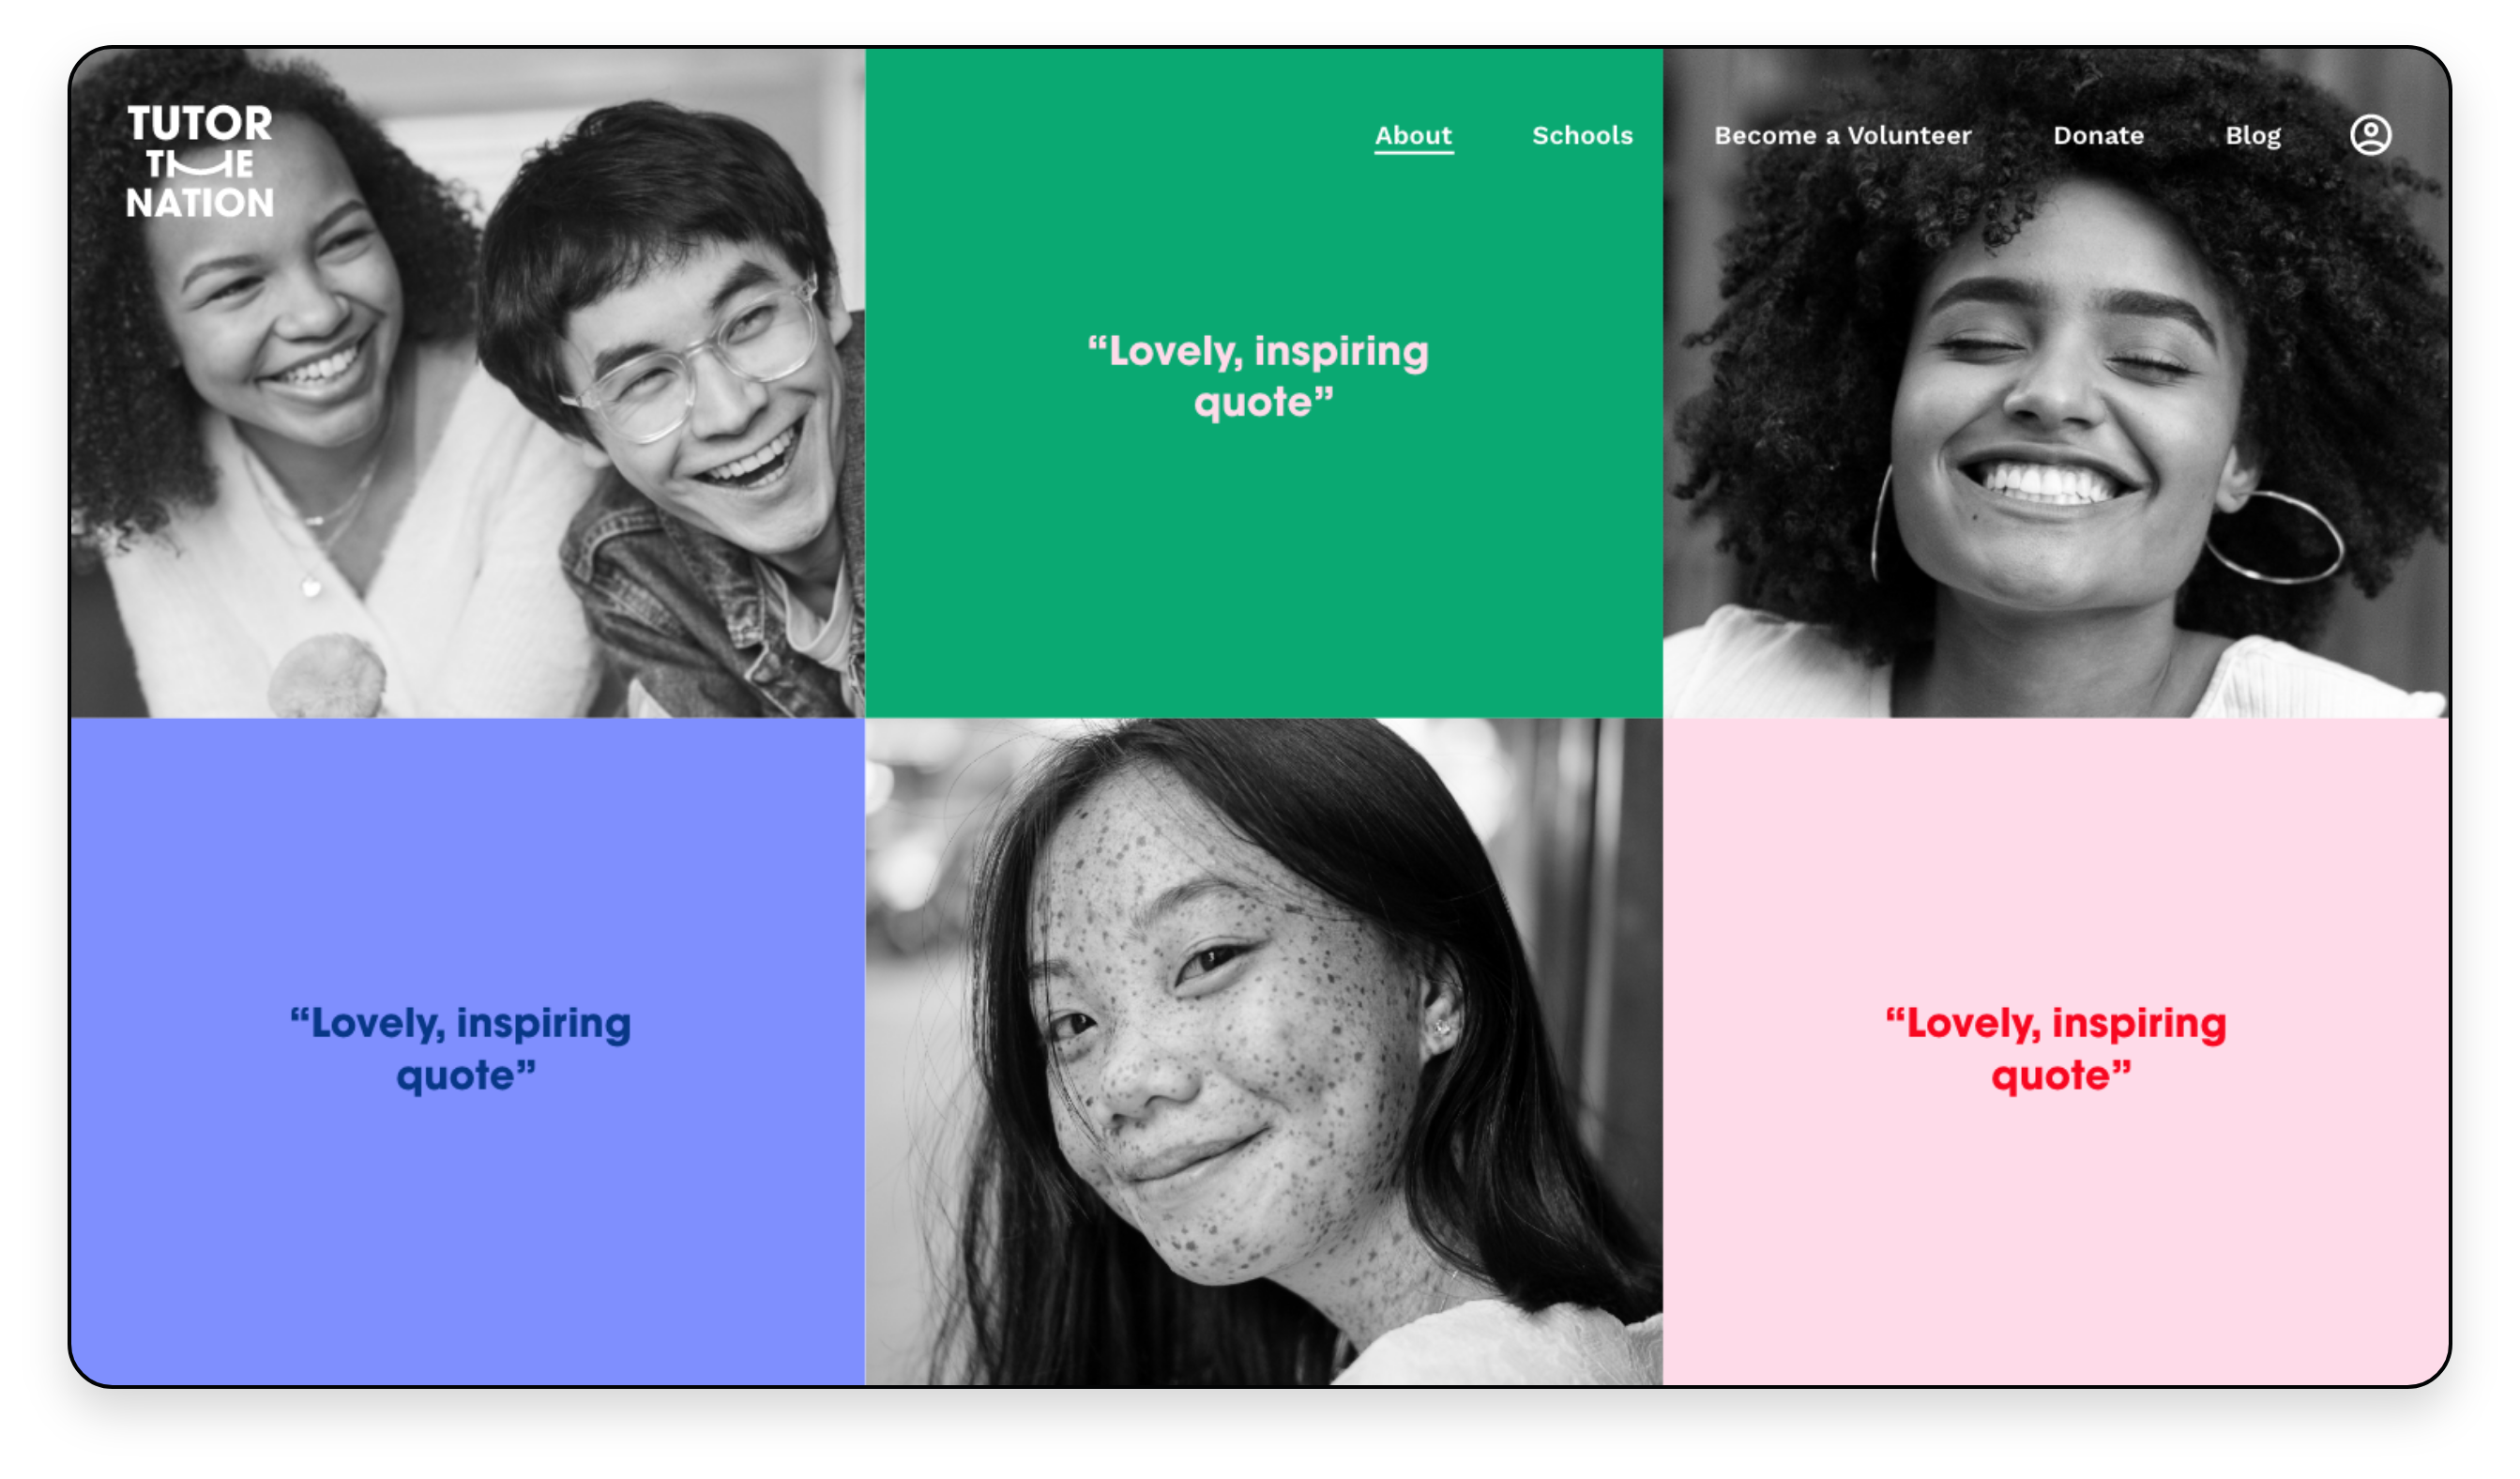 TUTOR
THE
NATION
About Schools Become a Volunteer Donate Blog
“Lovely, inspiring
quote”
“Lovely, inspiring
quote”
“Lovely, inspiring
quote”